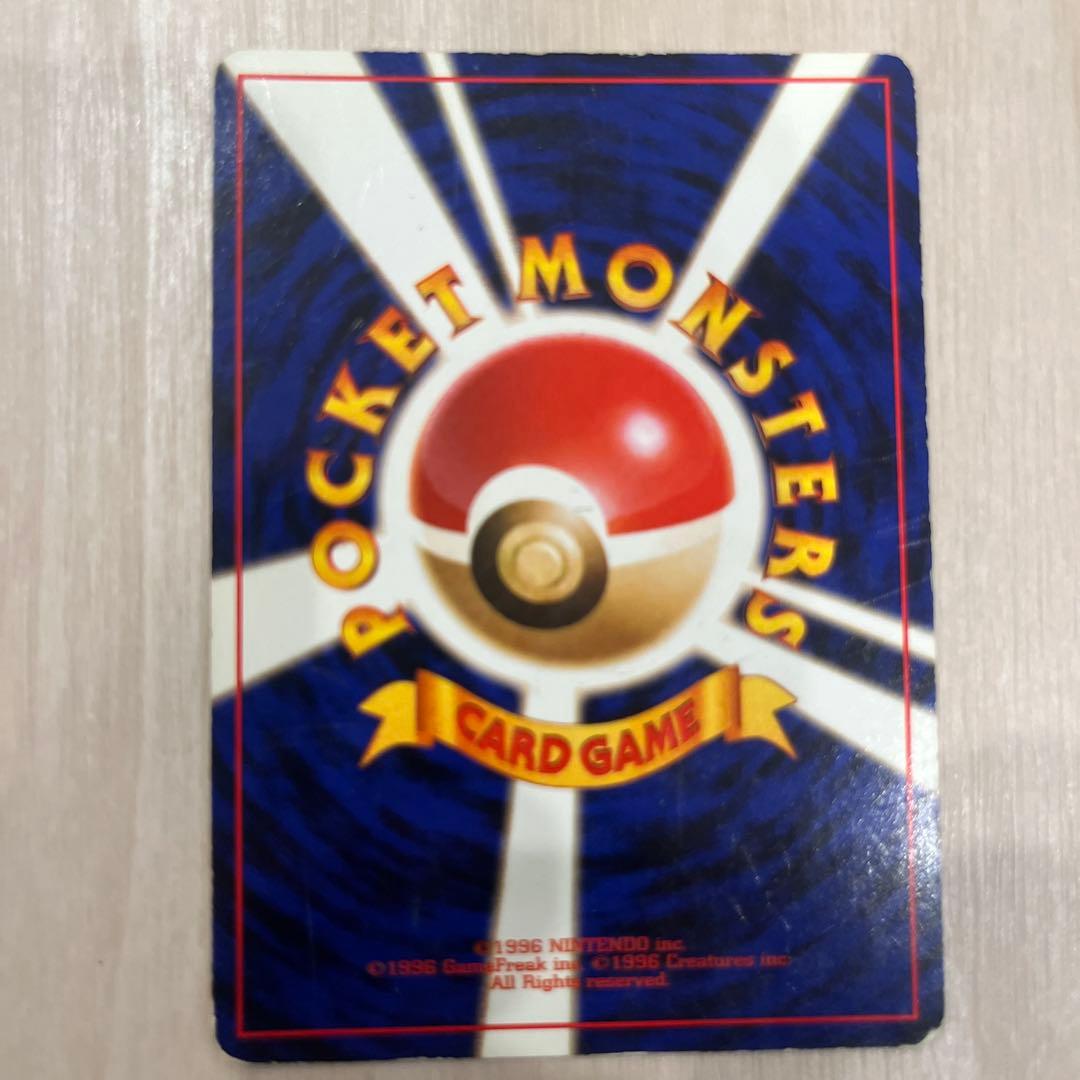 POCKET MONSTERS
CARD GAME
©1996 NINTENDO inc.
©1996 GameFreak inc. ©1996 Creatures inc.
All Rights reserved.